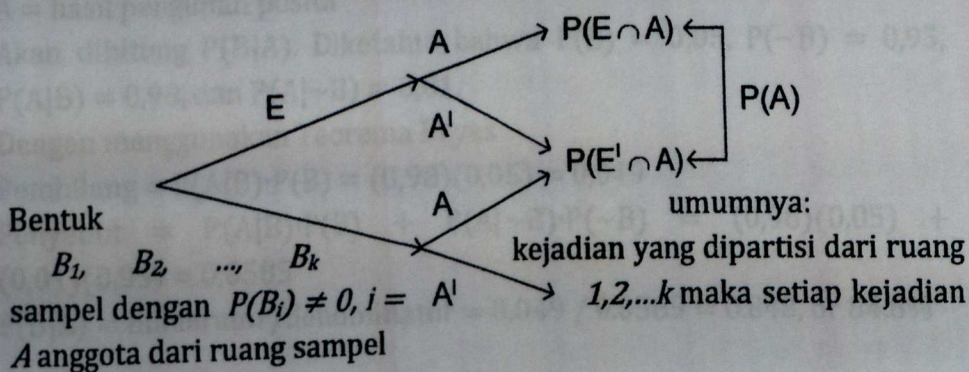 A
P(E ∩ A)
E
P(A)
A'
P(E' ∩ A)
A
umumnya:
Bentuk
kejadian yang dipartisi dari ruang
B1, B2, ..., Bk
sampel dengan P(Bi) ≠ 0, i = A' 1,2,...k maka setiap kejadian
A anggota dari ruang sampel